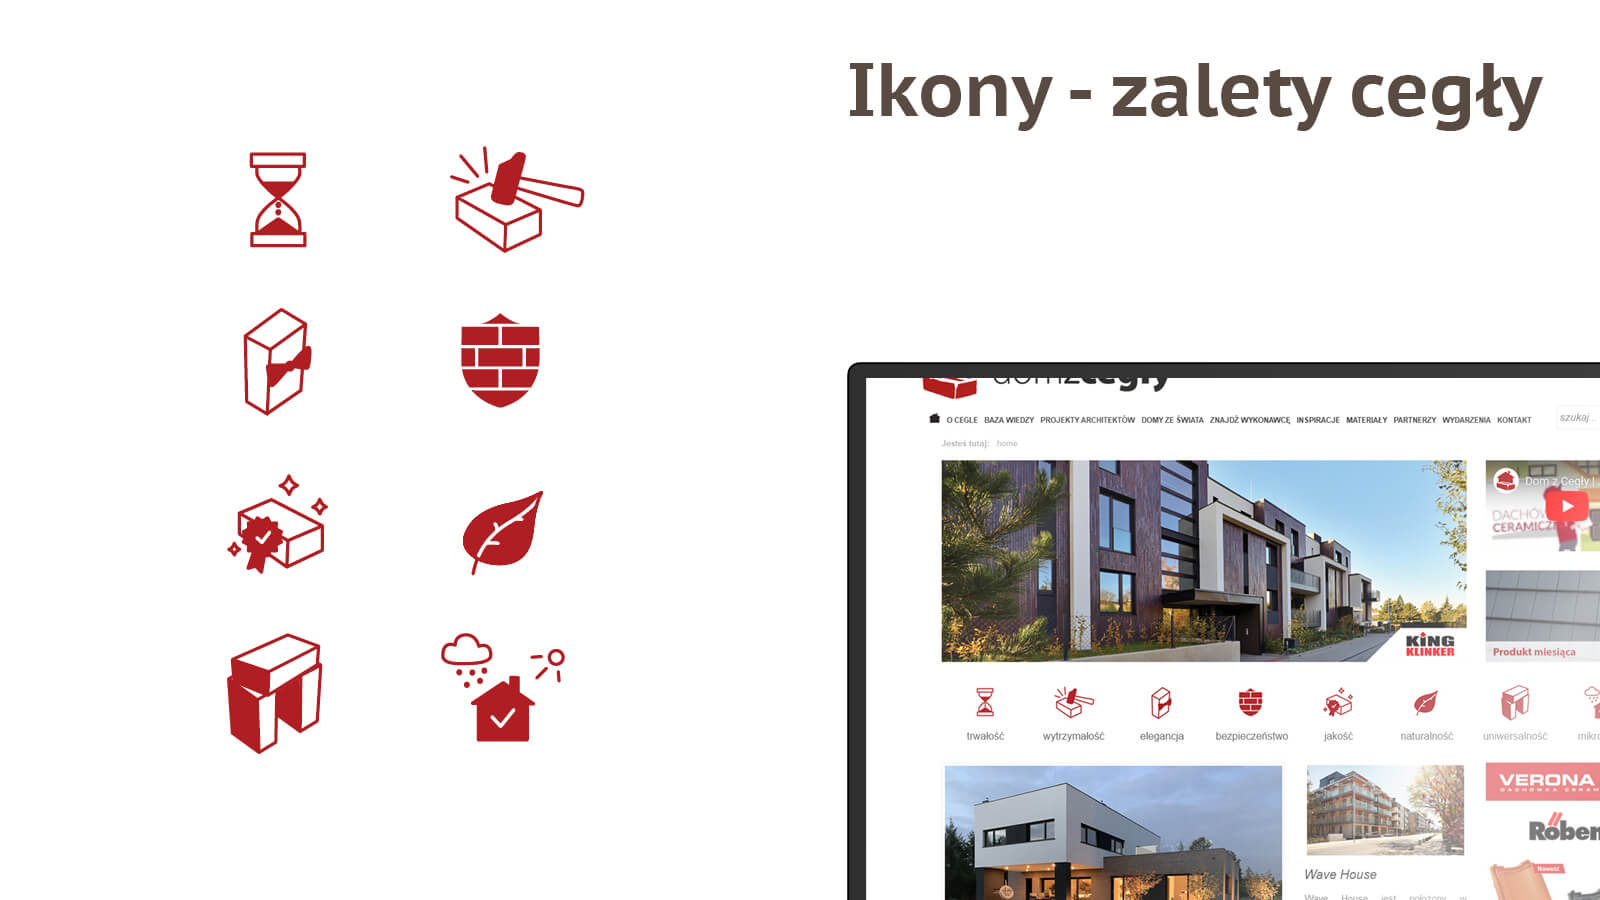 Ikony - zalety cegły
domzcegły
O CEGLE BAZA WIEDZY PROJEKTY ARCHITEKTÓW DOMY ZE ŚWIATA ZNAJDŹ WYKONAWCĘ INSPIRACJE MATERIAŁY PARTNERZY WYDARZENIA KONTAKT
szukaj...
Jesteś tutaj: home
KING
KLINKER
Dom z Cegły |
DACHÓW
CERAMICZ
Produkt miesiąca
trwałość wytrzymałość elegancja bezpieczeństwo jakość naturalność uniwersalność mikro
VERONA
DACHÓWKA CERAM
Röben
Nowość
Wave House
Wave House jest położony w